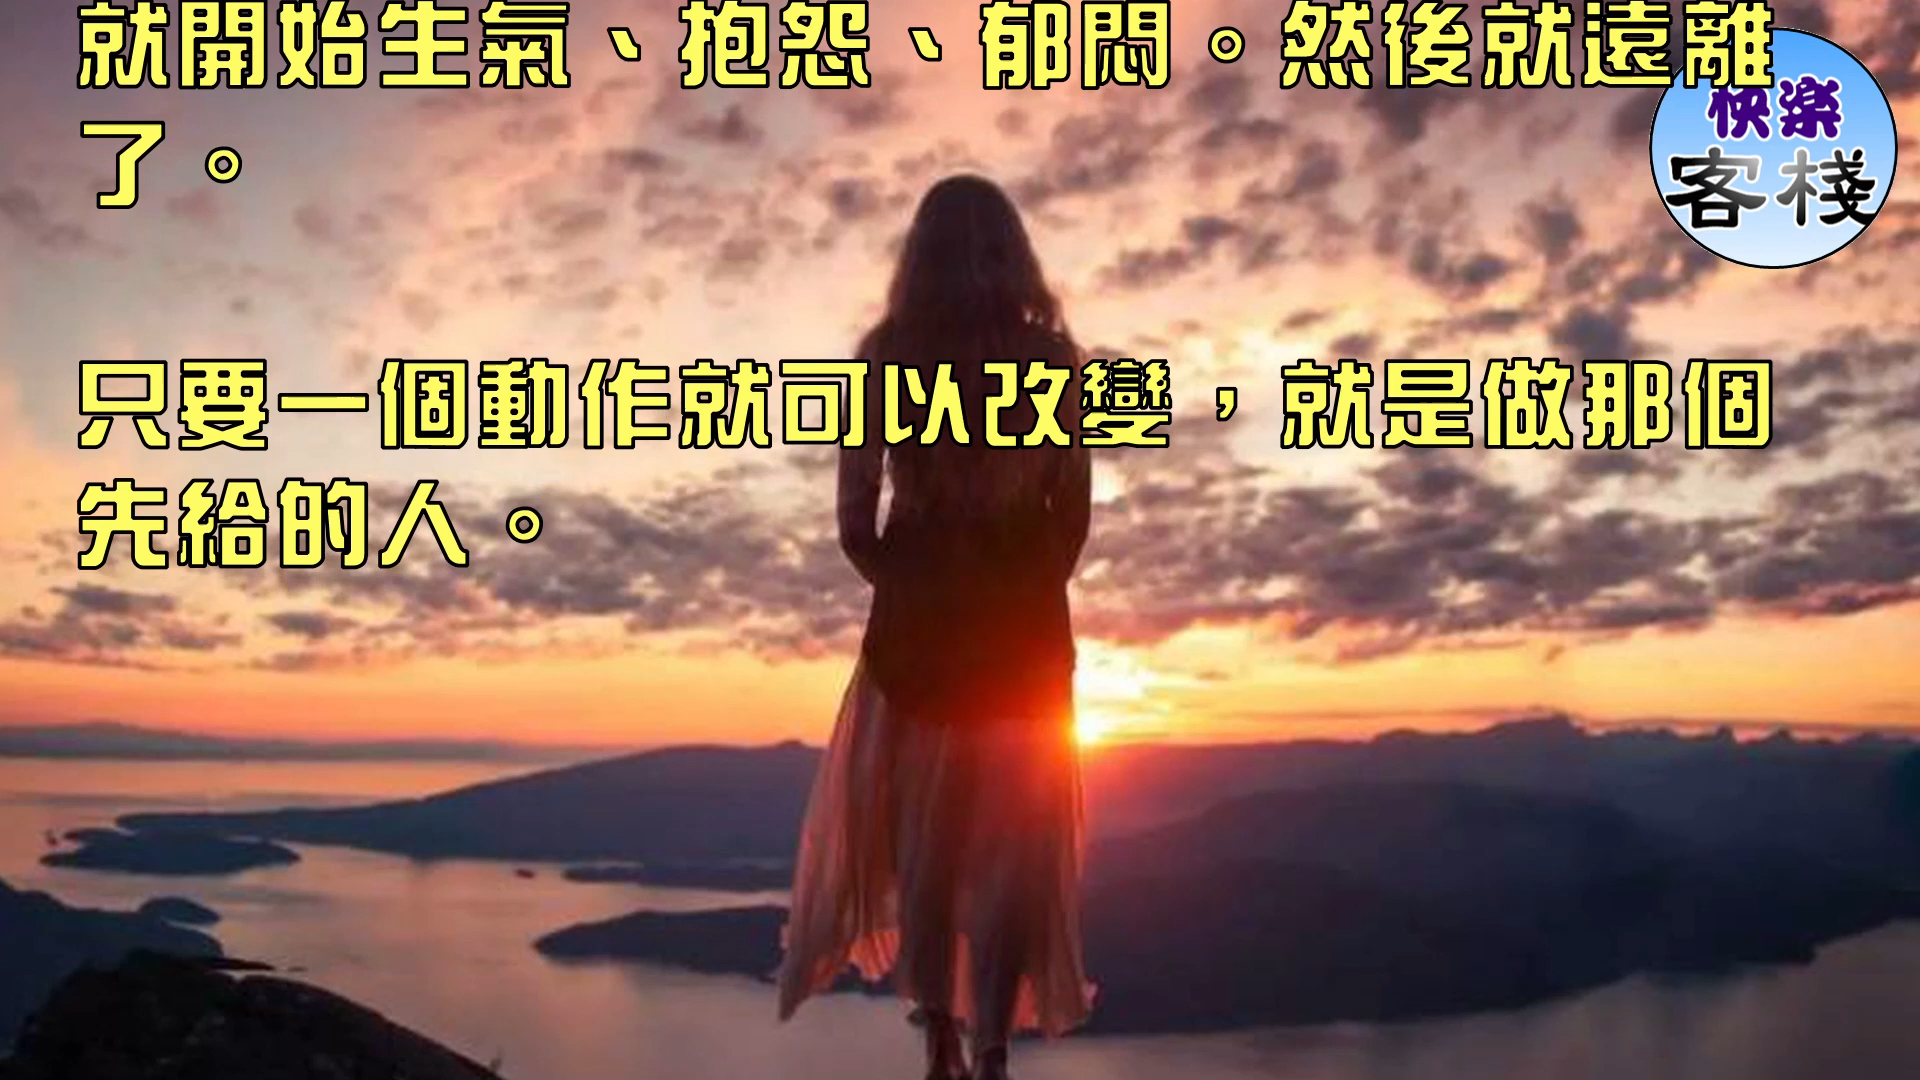 就開始生氣、抱怨、郁悶。然後就遠離
了。
快樂
客棧
只要一個動作就可以改變，就是做那個
先給的人。